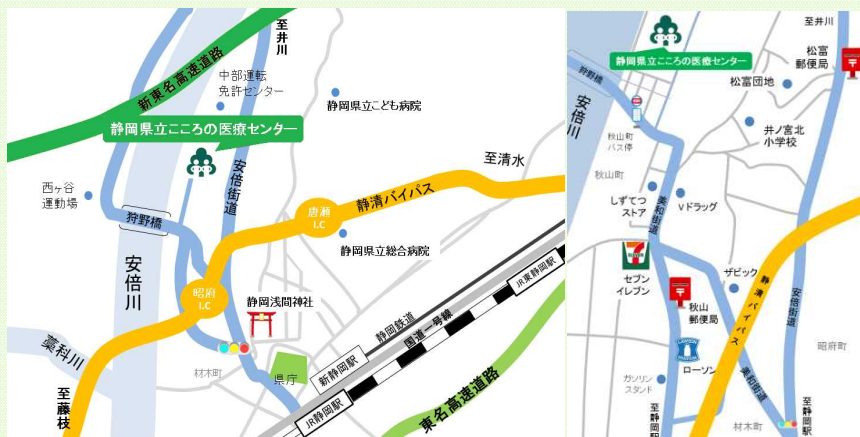 至井川
新東名高速道路
中部運転
免許センター
静岡県立こども病院
静岡県立こころの医療センター
安倍街道
至清水
西ヶ谷
運動場
狩野橋
静清バイパス
唐瀬
I.C
静岡県立総合病院
安倍川
昭府
I.C
静岡浅間神社
JR東静岡駅
静岡鉄道
国道一号線
藁科川
新静岡駅
材木町
県庁
至藤枝
JR静岡駅
東名高速道路
至井川
静岡県立こころの医療センター
松富
郵便局
狩野橋
松富団地
安倍川
秋山町
バス停
井ノ宮北
小学校
秋山町
しずてつ
ストア
Vドラッグ
美和街道
7
ELEVEN
セブン
イレブン
ザビック
静清バイパス
安倍街道
秋山
郵便局
昭府町
LAWSON
ローソン
ガソリン
スタンド
美和街道
至静岡駅
材木町
至静岡駅